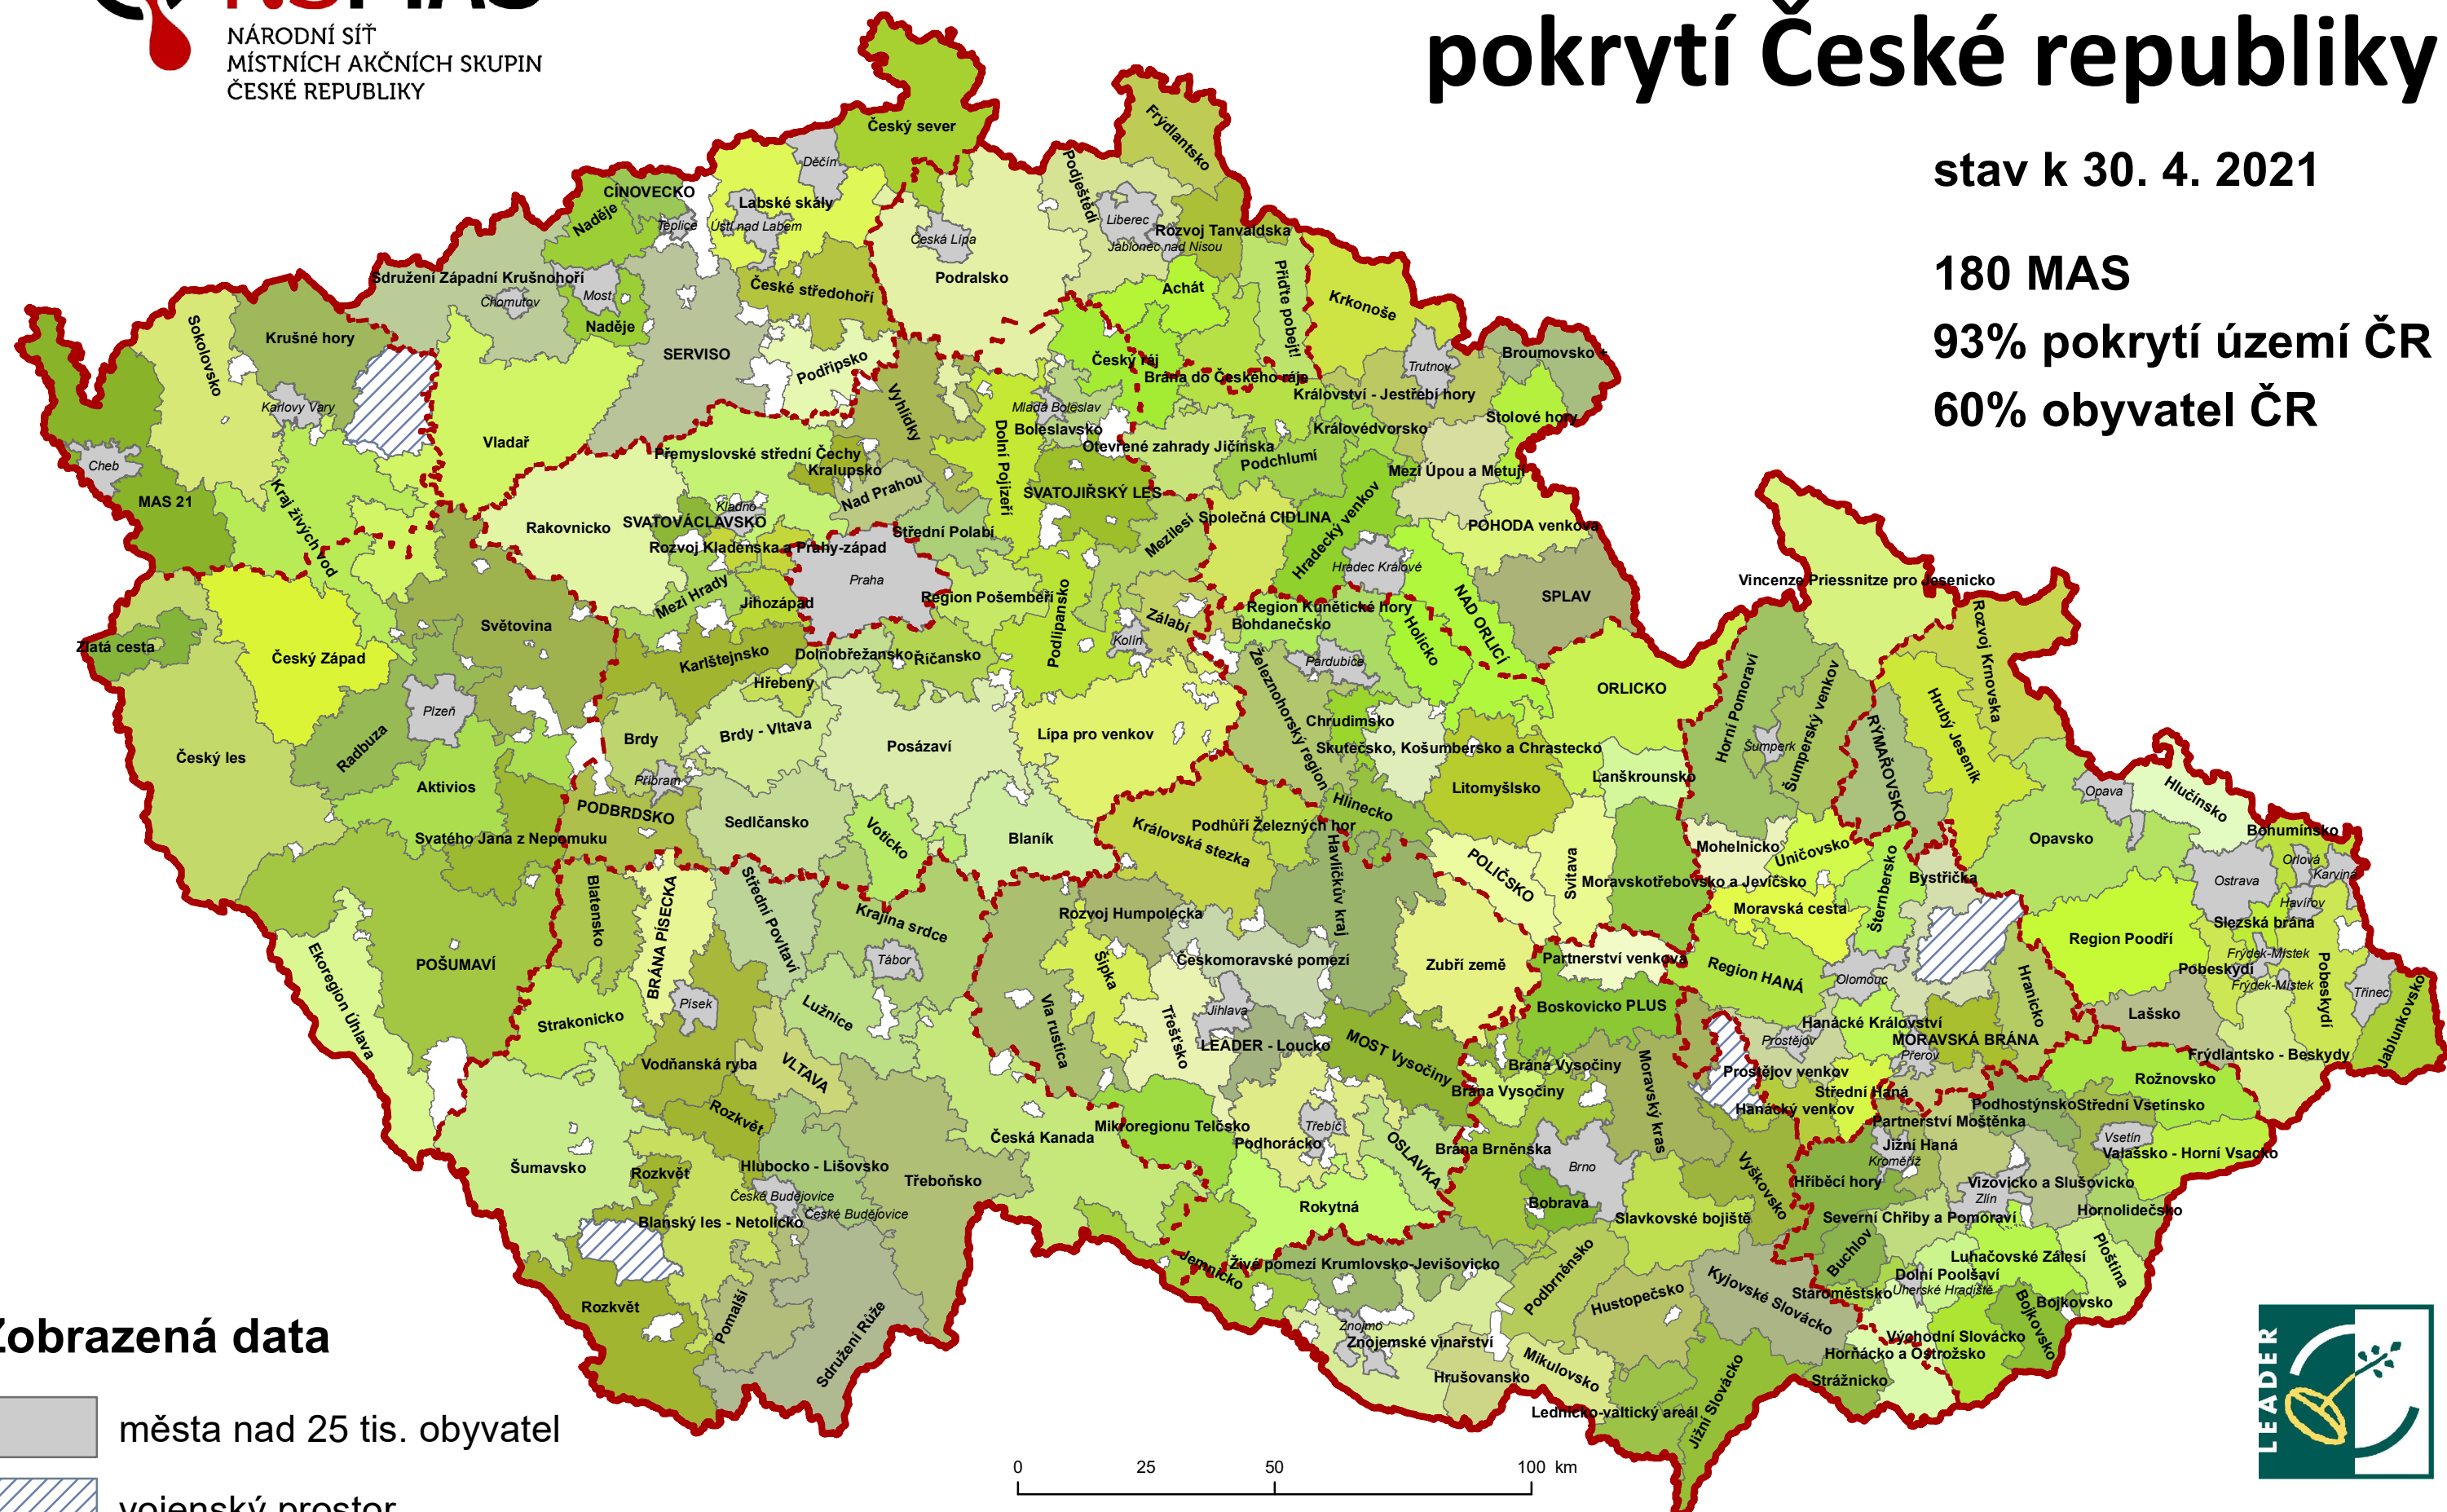 NÁRODNÍ SÍŤ
MÍSTNÍCH AKČNÍCH SKUPIN
ČESKÉ REPUBLIKY
pokrytí České republiky
stav k 30. 4. 2021
180 MAS
93% pokrytí území ČR
60% obyvatel ČR
Český sever
Děčín
Frýdlantsko
CÍNOVECKO
Labské skály
Naděje
Teplice
Ústí nad Labem
Podještědí
Liberec
Rozvoj Tanvaldska
Jablonec nad Nisou
Česká Lípa
Podralsko
Sdružení Západní Krušnohoří
Chomutov
Most
Naděje
České středohoří
Achát
Přiďte pobejt!
Krkonoše
Sokolovsko
Krušné hory
SERVISO
Podřipsko
Český ráj
Brána do Českého ráje
Trutnov
Broumovsko +
Království - Jestřebí hory
Karlovy Vary
Vyhlídky
Mladá Boleslav
Boleslavsko
Stolové hory
Královédvorsko
Vladař
Dolní Pojizeří
Otevřené zahrady Jičínska
Přemyslovské střední Čechy
Kralupsko
Podchlumí
Mezi Úpou a Metují
Cheb
MAS 21
Kraj živých vod
Nad Prahou
SVATOJIŘSKÝ LES
Kladno
SVATOVÁCLAVSKO
Rakovnicko
Společná CIDLINA
Hradecký venkov
POHODA venkova
Střední Polabí
Mezilesí
Rozvoj Kladenska a Prahy-západ
Praha
Hradec Králové
Vincenze Priessnitze pro Jesenicko
Mezi Hrady
Jihozápad
Region Pošembeří
Podlipansko
Zálabí
Region Kunětické hory
Bohdanečsko
Holicko
NAD ORLICÍ
SPLAV
Rozvoj Krnovska
Světovina
Zlatá cesta
Český Západ
Karlštejnsko
Dolnobřežansko
Říčansko
Kolín
Pardubice
Hřebeny
ORLICKO
Horní Pomoraví
Šumperk
Šumperský venkov
Plzeň
Radbuza
Český les
Brdy
Brdy - Vltava
Posázaví
Lípa pro venkov
Železnohorský region
Chrudimsko
Skutečsko, Košumbersko a Chrastecko
RÝMAŘOVSKO
Hrubý Jeseník
Aktivios
Příbram
Lanškrounsko
Litomyšlsko
Opava
Hlučínsko
PODBRDSKO
Sedlčansko
Voticko
Blaník
Královská stezka
Podhůří Železných hor
Hlinecko
Svatého Jana z Nepomuku
Havlíčkův kraj
POLIČSKO
Svitava
Mohelnicko
Uničovsko
Opavsko
Bohumínsko
Orlová
Karviná
Moravskotřebovsko a Jevíčsko
Šternbersko
Bystřička
Ostrava
Havířov
Blatensko
BRÁNA PÍSECKA
Střední Povltaví
Krajina srdce
Rozvoj Humpolecka
Moravská cesta
Slezská brána
Ekoregion Úhlava
POŠUMAVÍ
Tábor
Šipka
Českomoravské pomezí
Zubří země
Partnerství venkova
Region HANÁ
Olomouc
Region Poodří
Frýdek-Místek
Pobeskydí
Frýdek-Místek
Pobeskydí
Třinec
Jablunkovsko
Písek
Strakonicko
Lužnice
Via rustica
Třešťsko
Jihlava
LEADER - Loucko
MOST Vysočiny
Boskovicko PLUS
Hranicko
Lašsko
Hanácké Království
Prostějov
MORAVSKÁ BRÁNA
Přerov
Frýdlantsko - Beskydy
Vodňanská ryba
VLTAVA
Brána Vysočiny
Brána Vysočiny
Moravský kras
Prostějov venkov
Střední Haná
Hanácký venkov
Rožnovsko
Rozkvět
Česká Kanada
Mikroregionu Telčsko
Podhorácko
Třebíč
OSLAVKA
Brána Brněnska
Brno
Partnerství Moštěnka
Podhostýnsko
Střední Vsetínsko
Jižní Haná
Kroměříž
Vsetín
Valašsko - Horní Vsacko
Šumavsko
Rozkvět
Hlubocko - Lišovsko
České Budějovice
České Budějovice
Třeboňsko
Rokytná
Bobrava
Vyškovsko
Hříběcí hory
Vizovicko a Slušovicko
Zlín
Hornolidečsko
Blanský les - Netolicko
Slavkovské bojiště
Severní Chřiby a Pomoraví
Buchlov
Luhačovské Zálesí
Ploština
Jemnicko
Živé pomezí Krumlovsko-Jevišovicko
Podbrněnsko
Hustopečsko
Kyjovské Slovácko
Staroměstsko
Dolní Poolšaví
Uherské Hradiště
Bojkovsko
Bojkovsko
Rozkvět
Pomalší
Sdružení Růže
Znojmo
Znojemské vinařství
Hrušovansko
Mikulovsko
Východní Slovácko
Horňácko a Ostrožsko
Strážnicko
Lednicko-valtický areál
Jižní Slovácko
Zobrazená data
města nad 25 tis. obyvatel
vojenský prostor
0 25 50 100 km
LEADER